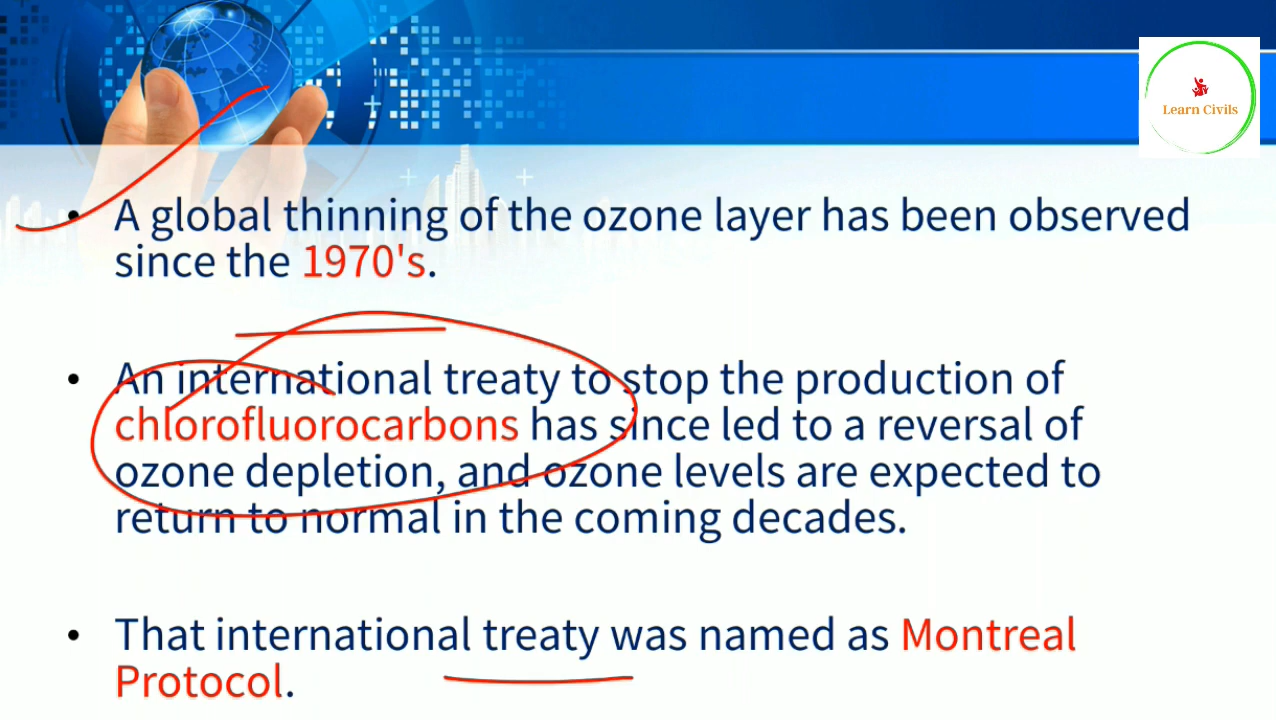 Learn Civils
• A global thinning of the ozone layer has been observed
since the 1970's.
• An international treaty to stop the production of
chlorofluorocarbons has since led to a reversal of
ozone depletion, and ozone levels are expected to
return to normal in the coming decades.
• That international treaty was named as Montreal
Protocol.